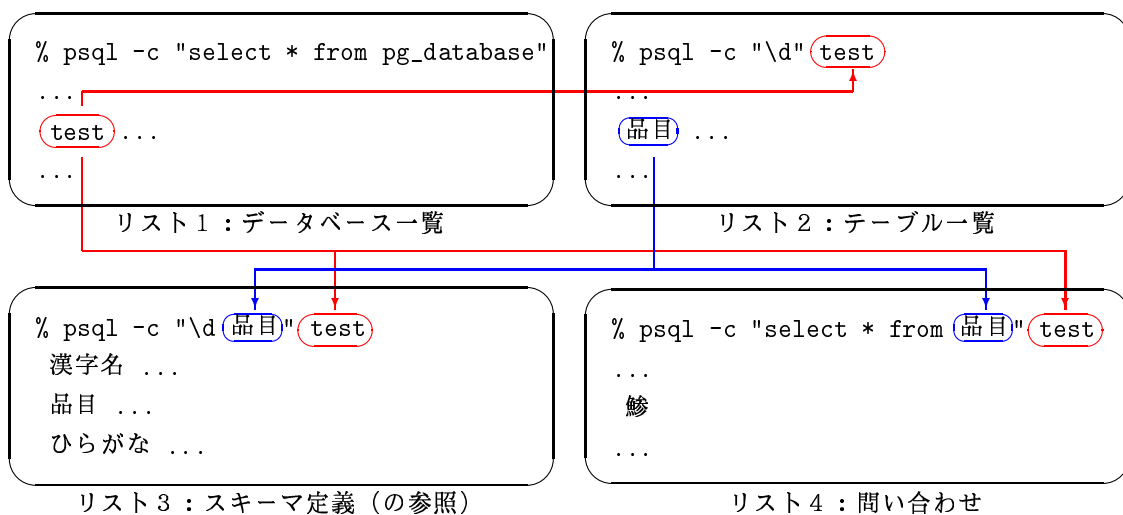 % psql -c "select * from pg_database"
...
test ...
...
リスト1：データベース一覧
% psql -c "\d" test
...
品目 ...
...
リスト2：テーブル一覧
% psql -c "\d 品目" test
漢字名 ...
品目 ...
ひらがな ...
リスト3：スキーマ定義（の参照）
% psql -c "select * from 品目" test
...
鯵
...
リスト4：問い合わせ